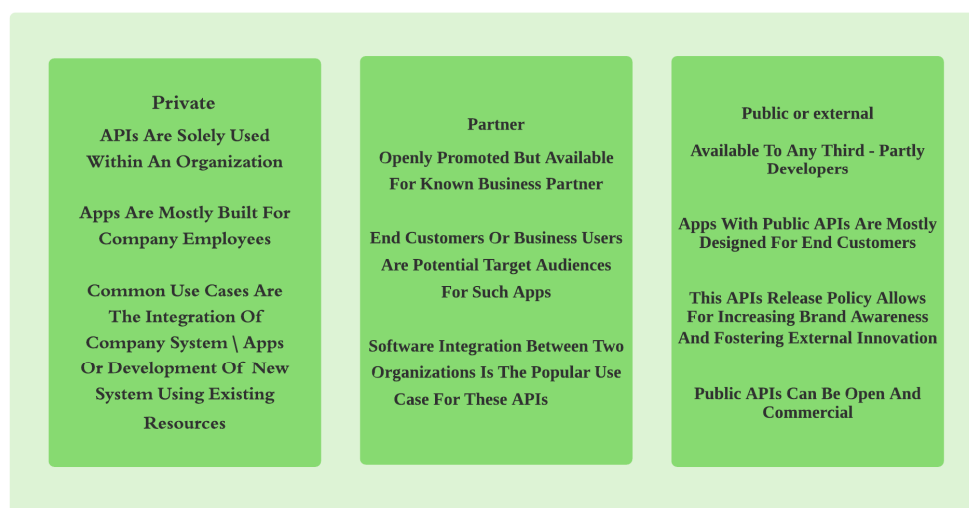 Private
APIs Are Solely Used
Within An Organization
Apps Are Mostly Built For
Company Employees
Common Use Cases Are
The Integration Of
Company System \ Apps
Or Development Of New
System Using Existing
Resources
Partner
Openly Promoted But Available
For Known Business Partner
End Customers Or Business Users
Are Potential Target Audiences
For Such Apps
Software Integration Between Two
Organizations Is The Popular Use
Case For These APIs
Public or external
Available To Any Third - Partly
Developers
Apps With Public APIs Are Mostly
Designed For End Customers
This APIs Release Policy Allows
For Increasing Brand Awareness
And Fostering External Innovation
Public APIs Can Be Open And
Commercial